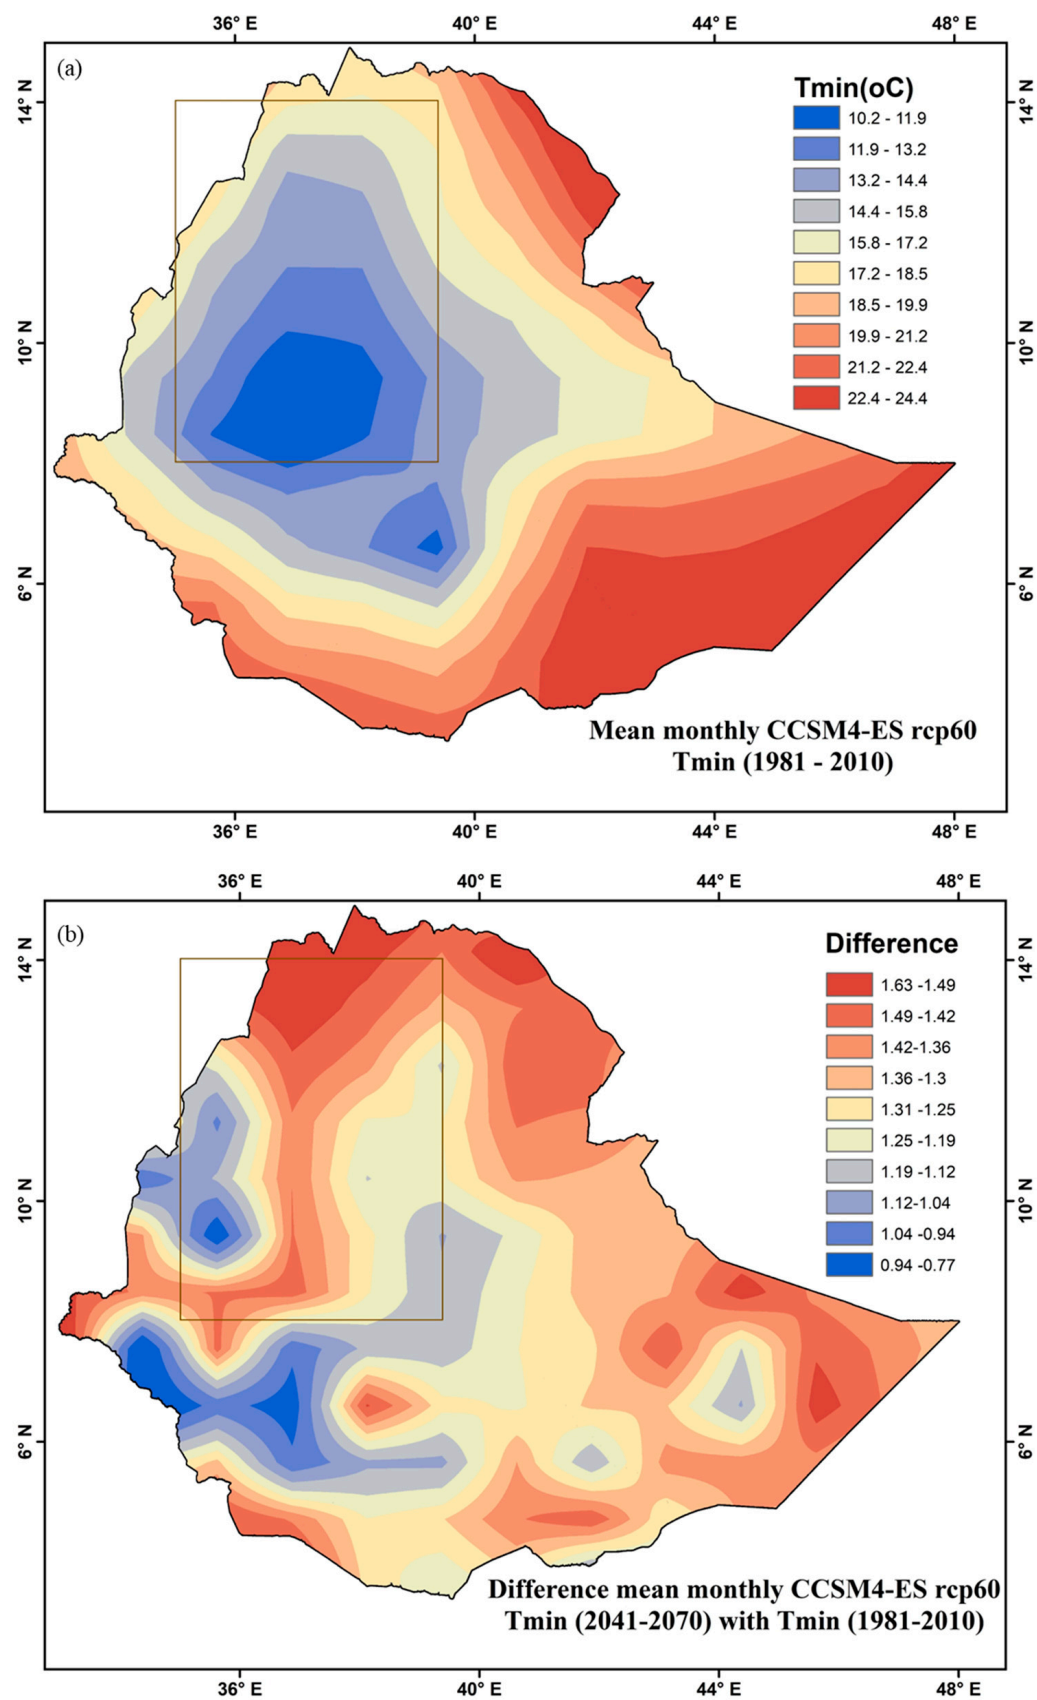 36° E 40° E 44° E 48° E
(a)
14° N
14° N
Tmin(oC)
10.2 - 11.9
11.9 - 13.2
13.2 - 14.4
14.4 - 15.8
15.8 - 17.2
17.2 - 18.5
18.5 - 19.9
19.9 - 21.2
21.2 - 22.4
22.4 - 24.4
10° N
10° N
6° N
6° N
Mean monthly CCSM4-ES rcp60
Tmin (1981 - 2010)
36° E 40° E 44° E 48° E
36° E 40° E 44° E 48° E
(b)
14° N
14° N
Difference
1.63 -1.49
1.49 -1.42
1.42-1.36
1.36 -1.3
1.31 -1.25
1.25 -1.19
1.19 -1.12
1.12-1.04
1.04 -0.94
0.94 -0.77
10° N
10° N
6° N
6° N
Difference mean monthly CCSM4-ES rcp60
Tmin (2041-2070) with Tmin (1981-2010)
36° E 40° E 44° E 48° E